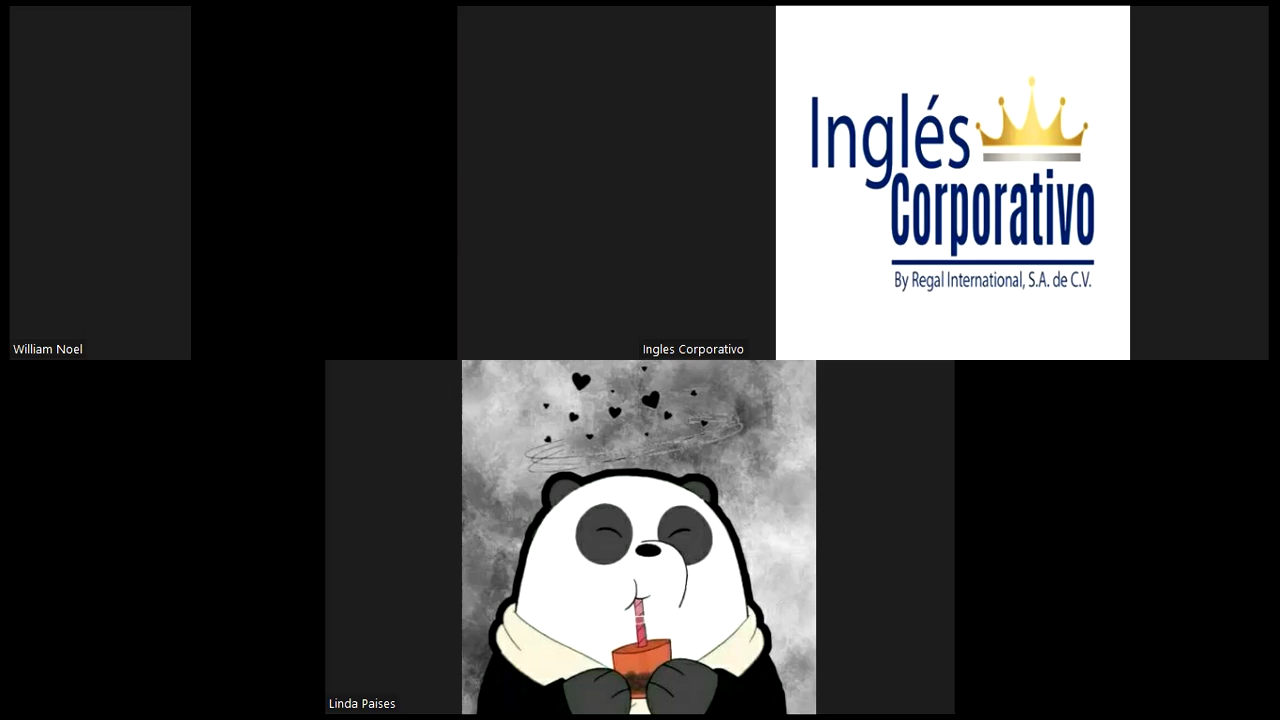 Inglés
Corporativo
By Regal International, S.A. de C.V.
William Noel
Ingles Corporativo
Linda Paises